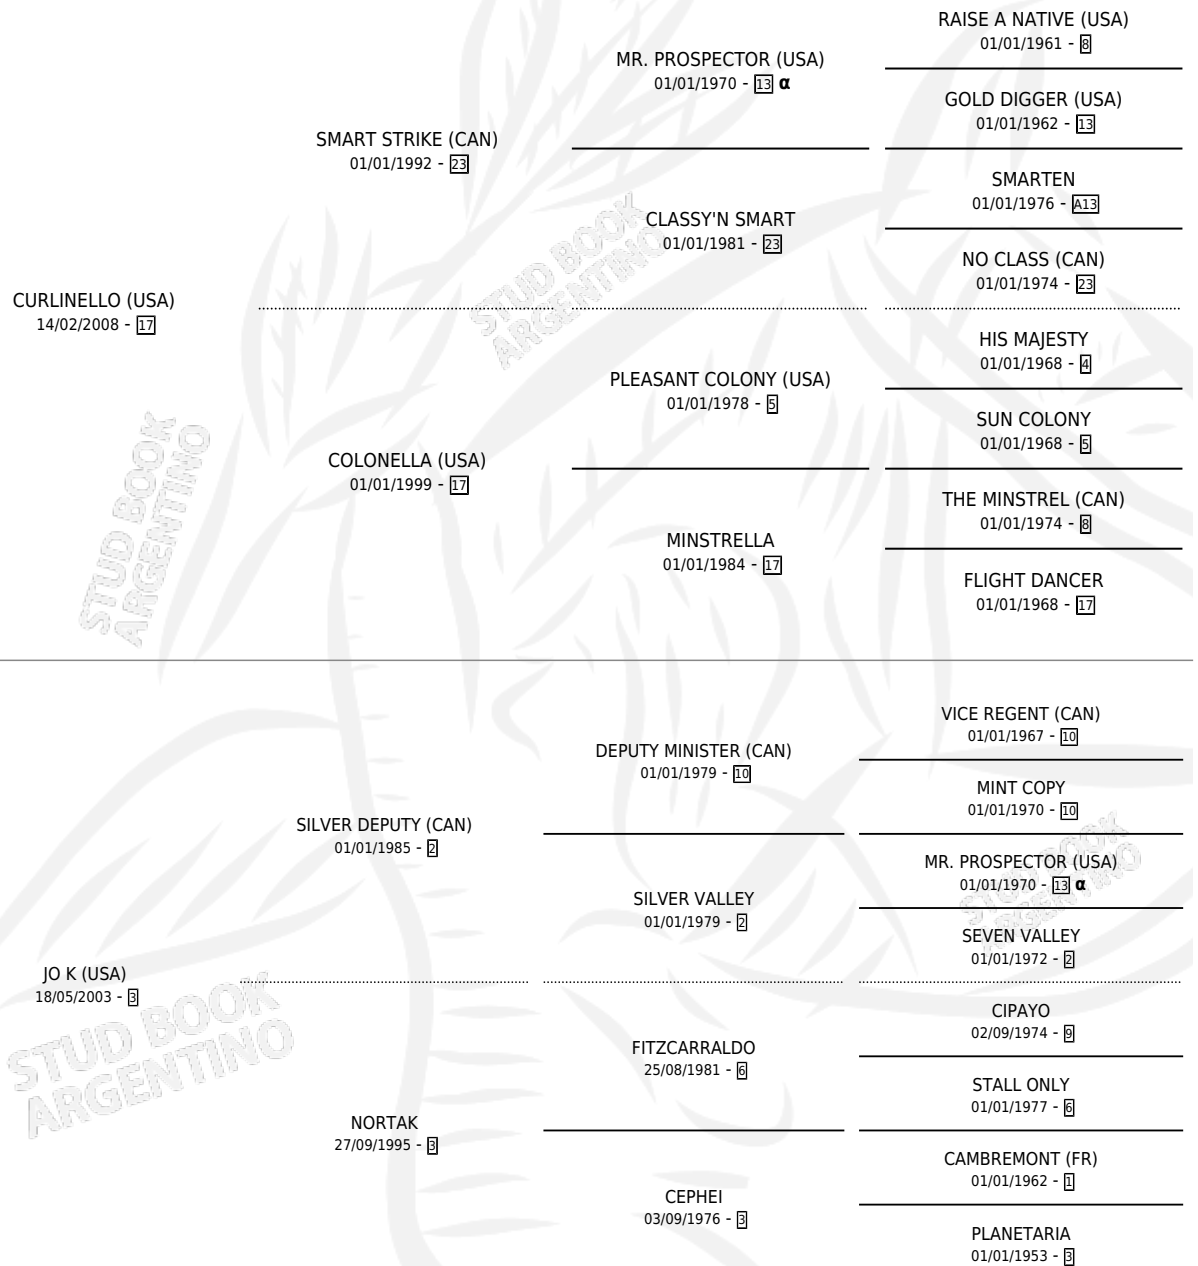 RAISE A NATIVE (USA)
01/01/1961 - 8
MR. PROSPECTOR (USA)
01/01/1970 - 13 α
GOLD DIGGER (USA)
01/01/1962 - 13
SMART STRIKE (CAN)
01/01/1992 - 23
SMARTEN
01/01/1976 - A13
CLASSY'N SMART
01/01/1981 - 23
NO CLASS (CAN)
01/01/1974 - 23
CURLINELLO (USA)
14/02/2008 - 17
HIS MAJESTY
01/01/1968 - 4
PLEASANT COLONY (USA)
01/01/1978 - 5
SUN COLONY
01/01/1968 - 5
COLONELLA (USA)
01/01/1999 - 17
THE MINSTREL (CAN)
01/01/1974 - 8
MINSTRELLA
01/01/1984 - 17
FLIGHT DANCER
01/01/1968 - 17
VICE REGENT (CAN)
01/01/1967 - 10
DEPUTY MINISTER (CAN)
01/01/1979 - 10
MINT COPY
01/01/1970 - 10
SILVER DEPUTY (CAN)
01/01/1985 - 2
MR. PROSPECTOR (USA)
01/01/1970 - 13 α
SILVER VALLEY
01/01/1979 - 2
SEVEN VALLEY
01/01/1972 - 2
JO K (USA)
18/05/2003 - 3
CIPAYO
02/09/1974 - 9
FITZCARRALDO
25/08/1981 - 6
STALL ONLY
01/01/1977 - 6
NORTAK
27/09/1995 - 3
CAMBREMONT (FR)
01/01/1962 - 1
CEPHEI
03/09/1976 - 3
PLANETARIA
01/01/1953 - 3
STUD BOOK
ARGENTINO
STUD BOOK
ARGENTINO
STUD BOOK
ARGENTINO
STUD BOOK
ARGENTINO